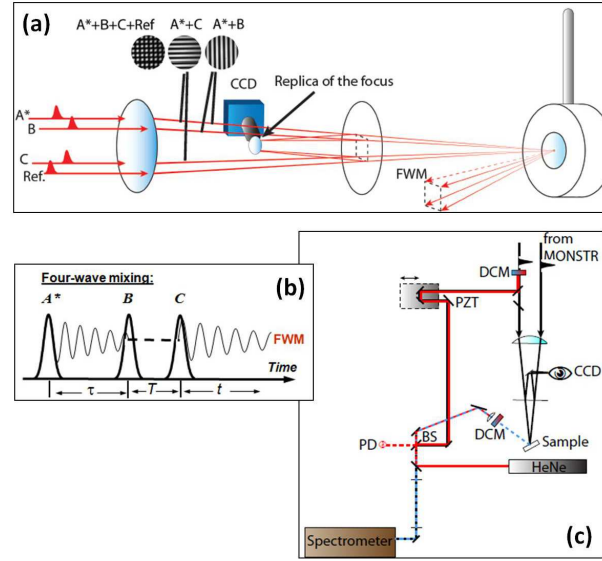 (a)
A*+B+C+Ref A*+C A*+B
CCD
Replica of the focus
A*
B
C
Ref.
FWM
(b)
Four-wave mixing:
A* B C
FWM
Time
τ T t
from
MONSTR
DCM
PZT
CCD
BS
DCM
PD
Sample
HeNe
Spectrometer
(c)